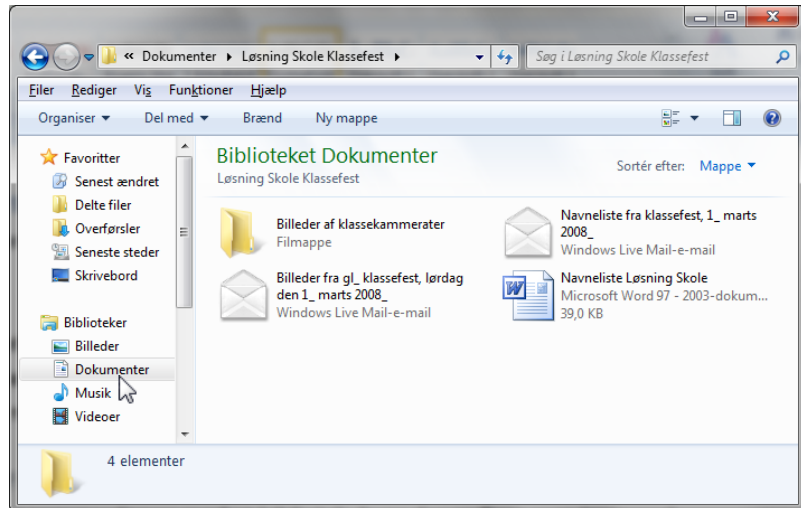 « Dokumenter ▸ Løsning Skole Klassefest ▸
Søg i Løsning Skole Klassefest
Filer Rediger Vis Funktioner Hjælp
Organiser Del med Brænd Ny mappe
Favoritter
Senest ændret
Delte filer
Overførsler
Seneste steder
Skrivebord
Biblioteker
Billeder
Dokumenter
Musik
Videoer
Biblioteket Dokumenter
Løsning Skole Klassefest
Sortér efter: Mappe
Billeder af klassekammerater
Filmappe
Navneliste fra klassefest, 1_ marts
2008_
Windows Live Mail-e-mail
Billeder fra gl_ klassefest, lørdag
den 1_ marts 2008_
Windows Live Mail-e-mail
Navneliste Løsning Skole
Microsoft Word 97 - 2003-dokum...
39,0 KB
4 elementer